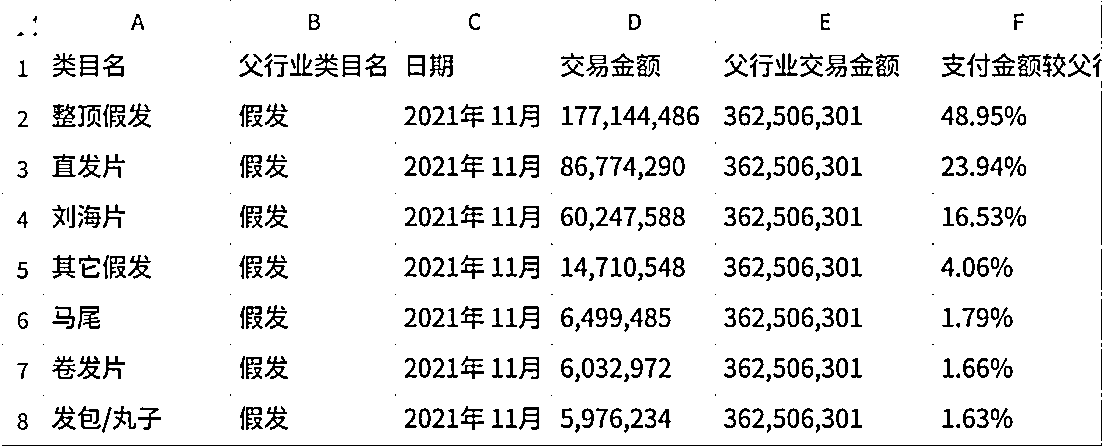 A B C D E F
1 类目名 父行业类目名 日期 交易金额 父行业交易金额 支付金额较父行
2 整顶假发 假发 2021年11月 177,144,486 362,506,301 48.95%
3 直发片 假发 2021年11月 86,774,290 362,506,301 23.94%
4 刘海片 假发 2021年11月 60,247,588 362,506,301 16.53%
5 其它假发 假发 2021年11月 14,710,548 362,506,301 4.06%
6 马尾 假发 2021年11月 6,499,485 362,506,301 1.79%
7 卷发片 假发 2021年11月 6,032,972 362,506,301 1.66%
8 发包/丸子 假发 2021年11月 5,976,234 362,506,301 1.63%